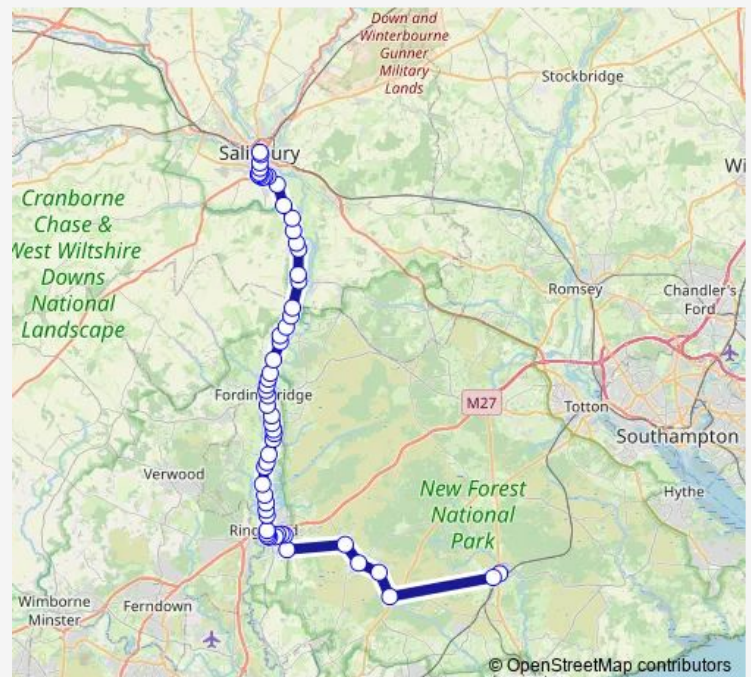 Down and
Winterbourne
Gunner
Military
Lands
Stockbridge
Salisbury
Wi
Cranborne
Chase &
West Wiltshire
Downs
National
Landscape
Romsey
Chandler's
Ford
Fordingbridge
M27
Totton
Southampton
Verwood
New Forest
National
Park
Hythe
Ringwood
Wimborne
Minster
Ferndown
© OpenStreetMap contributors